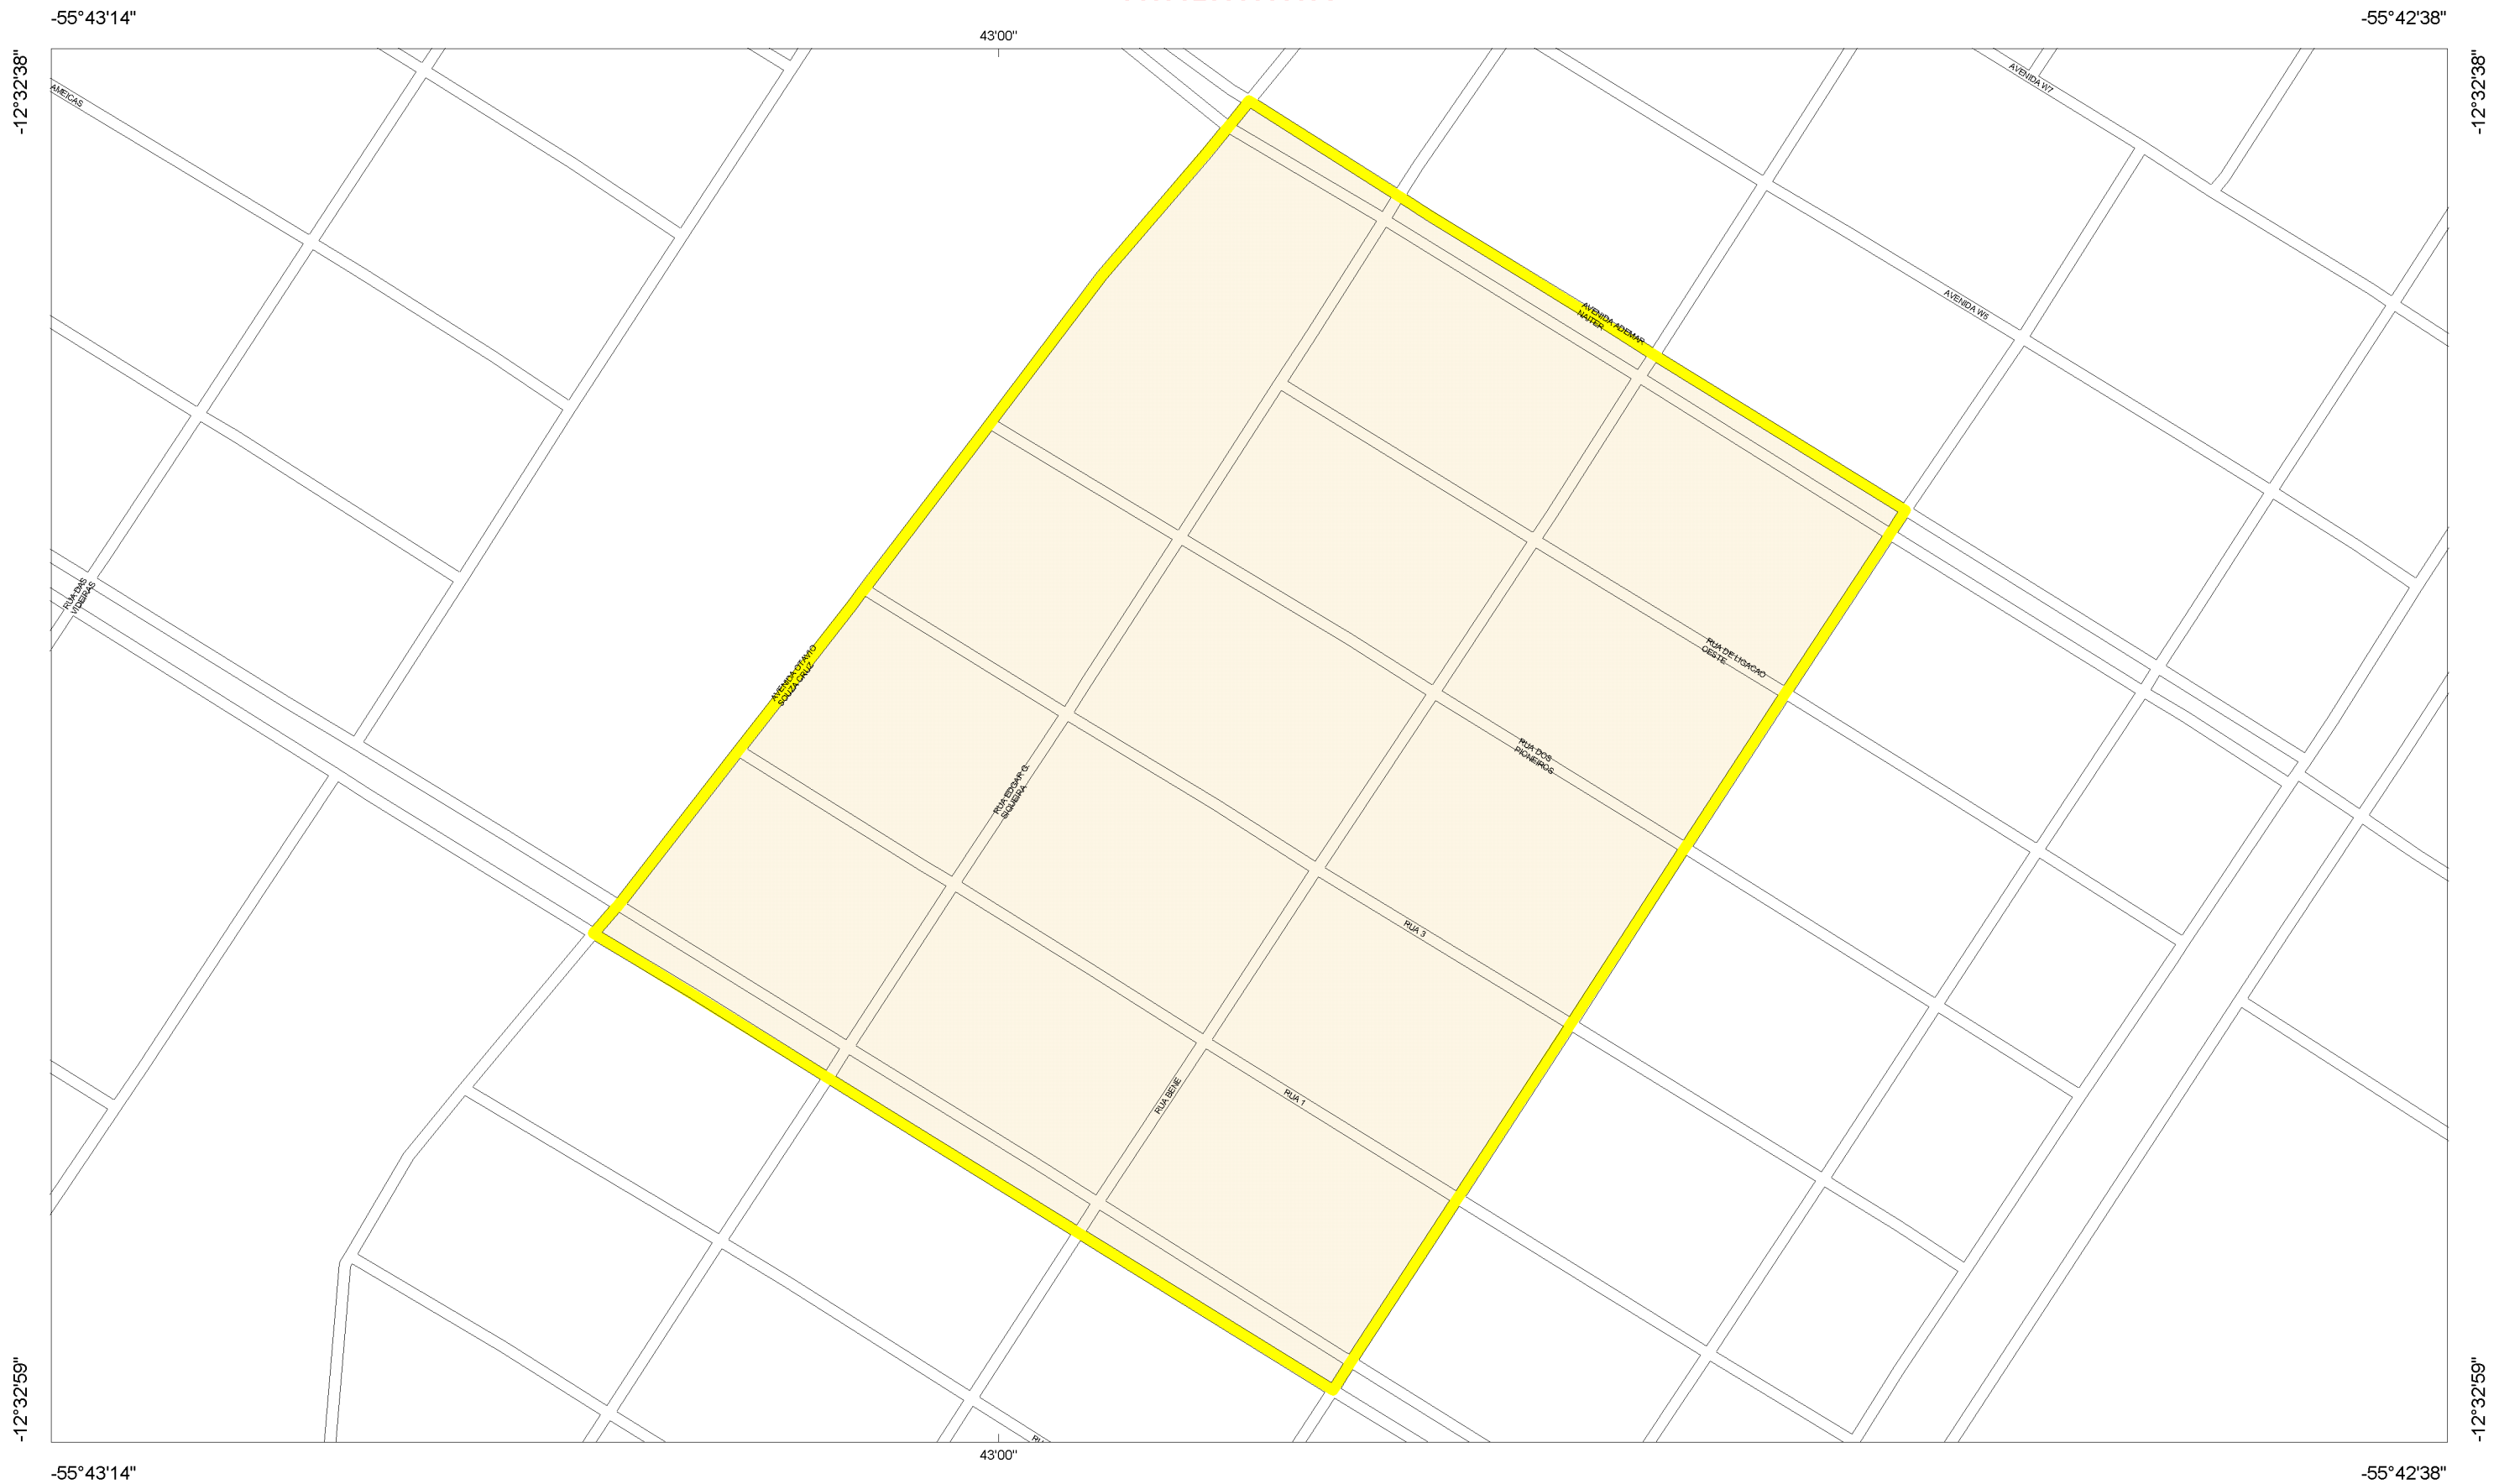 -55°43'14"
-55°42'38"
43'00"
-12°32'38"
-12°32'38"
AVENIDA W7
AMEICAS
AVENIDA W5
AVENIDA ADEMAR
NAITER
RUA DAS
VIDEIRAS
AVENIDA OTAVIO
SOUZA CRUZ
RUA DE LIGACAO
OESTE
RUA DOS
PIONEIROS
RUA EDGAR G.
SIQUEIRA
RUA 3
RUA BENE
RUA 1
-12°32'59"
-12°32'59"
43'00"
-55°43'14"
-55°42'38"